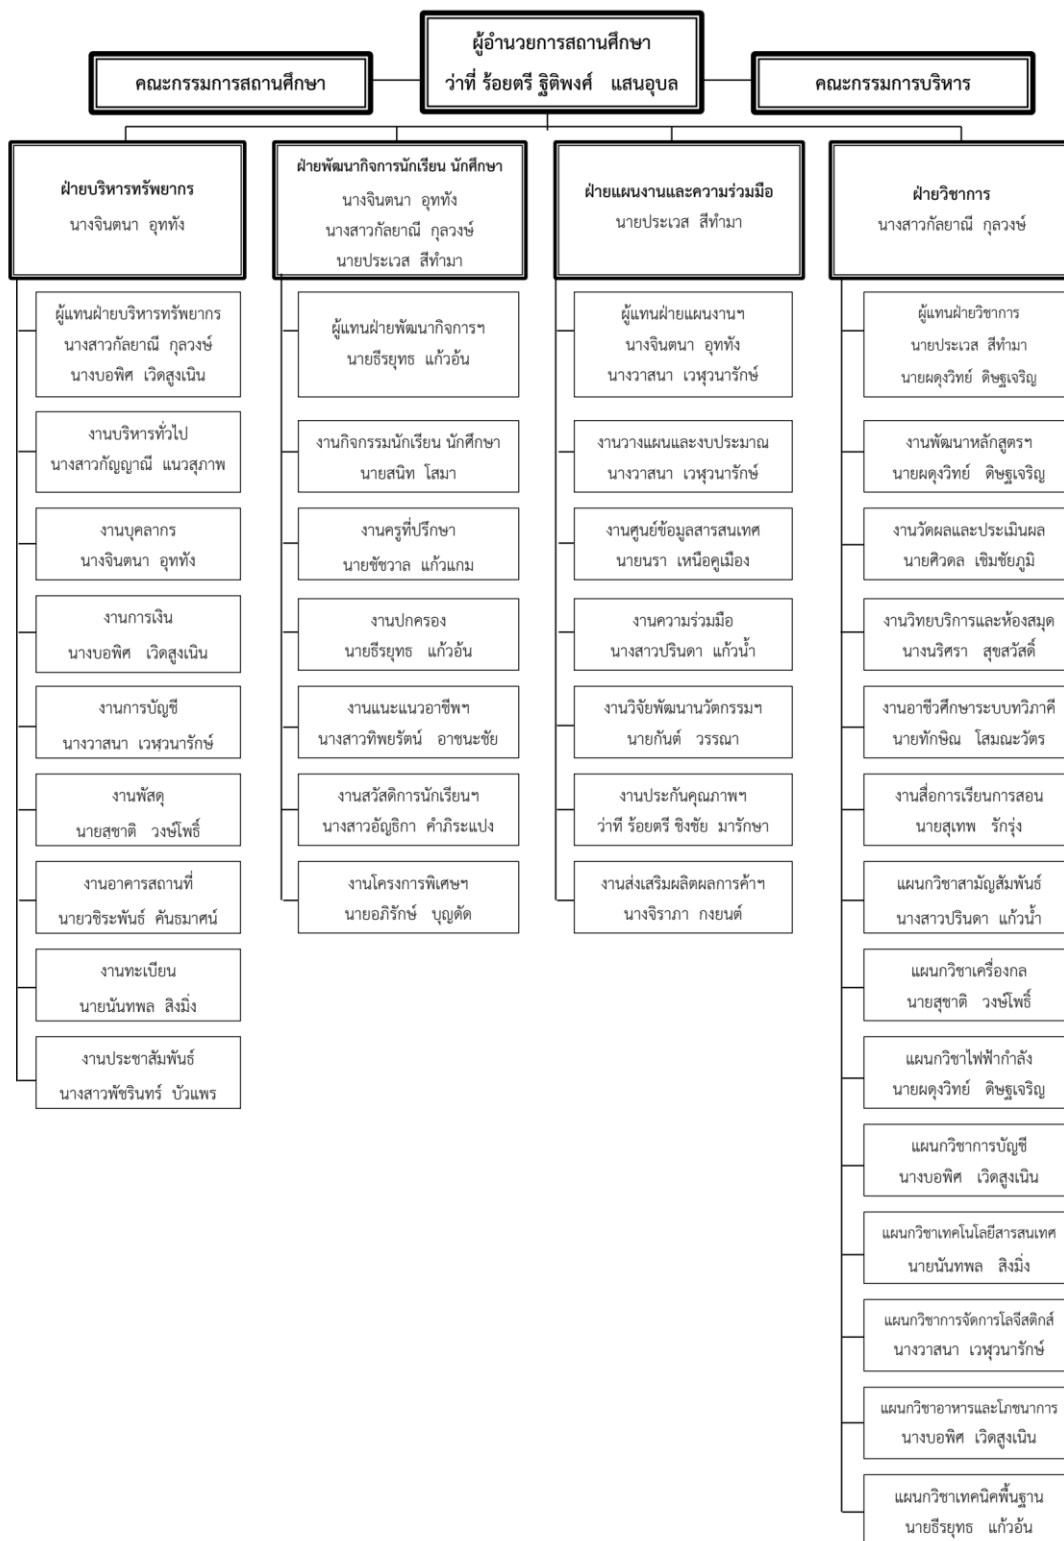 ผู้อำนวยการสถานศึกษา
ว่าที่ ร้อยตรี ฐิติพงศ์ แสนอุบล
คณะกรรมการสถานศึกษา
คณะกรรมการบริหาร
ฝ่ายบริหารทรัพยากร
นางจินตนา อุททัง
ผู้แทนฝ่ายบริหารทรัพยากร
นางสาวกัลยาณี กุลวงษ์
นางบอพิศ เวิดสูงเนิน
งานบริหารทั่วไป
นางสาวกัญญาณี แนวสุภาพ
งานบุคลากร
นางจินตนา อุททัง
งานการเงิน
นางบอพิศ เวิดสูงเนิน
งานการบัญชี
นางวาสนา เวฬุวนารักษ์
งานพัสดุ
นายสุชาติ วงษ์โพธิ์
งานอาคารสถานที่
นายวชิระพันธ์ คันธมาศน์
งานทะเบียน
นายนันทพล สิงมิ่ง
งานประชาสัมพันธ์
นางสาวพัชรินทร์ บัวแพร
ฝ่ายพัฒนากิจการนักเรียน นักศึกษา
นางจินตนา อุททัง
นางสาวกัลยาณี กุลวงษ์
นายประเวส สีทำมา
ผู้แทนฝ่ายพัฒนากิจการฯ
นายธีรยุทธ แก้วอ้น
งานกิจกรรมนักเรียน นักศึกษา
นายสนิท โสมา
งานครูที่ปรึกษา
นายชัชวาล แก้วแกม
งานปกครอง
นายธีรยุทธ แก้วอ้น
งานแนะแนวอาชีพฯ
นางสาวทิพยรัตน์ อาชนะชัย
งานสวัสดิการนักเรียนฯ
นางสาวอัญธิกา คำภิระแปง
งานโครงการพิเศษฯ
นายอภิรักษ์ บุญดัด
ฝ่ายแผนงานและความร่วมมือ
นายประเวส สีทำมา
ผู้แทนฝ่ายแผนงานฯ
นางจินตนา อุททัง
นางวาสนา เวฬุวนารักษ์
งานวางแผนและงบประมาณ
นางวาสนา เวฬุวนารักษ์
งานศูนย์ข้อมูลสารสนเทศ
นายนรา เหนือคูเมือง
งานความร่วมมือ
นางสาวปรินดา แก้วน้ำ
งานวิจัยพัฒนานวัตกรรมฯ
นายกันต์ วรรณา
งานประกันคุณภาพฯ
ว่าที ร้อยตรี ชิงชัย มารักษา
งานส่งเสริมผลิตผลการค้าฯ
นางจิราภา กงยนต์
ฝ่ายวิชาการ
นางสาวกัลยาณี กุลวงษ์
ผู้แทนฝ่ายวิชาการ
นายประเวส สีทำมา
นายผดุงวิทย์ ดิษฐเจริญ
งานพัฒนาหลักสูตรฯ
นายผดุงวิทย์ ดิษฐเจริญ
งานวัดผลและประเมินผล
นายศิวดล เชิมชัยภูมิ
งานวิทยบริการและห้องสมุด
นางนริศรา สุขสวัสดิ์
งานอาชีวศึกษาระบบทวิภาคี
นายทักษิณ โสมณะวัตร
งานสื่อการเรียนการสอน
นายสุเทพ รักรุ่ง
แผนกวิชาสามัญสัมพันธ์
นางสาวปรินดา แก้วน้ำ
แผนกวิชาเครื่องกล
นายสุชาติ วงษ์โพธิ์
แผนกวิชาไฟฟ้ากำลัง
นายผดุงวิทย์ ดิษฐเจริญ
แผนกวิชาการบัญชี
นางบอพิศ เวิดสูงเนิน
แผนกวิชาเทคโนโลยีสารสนเทศ
นายนันทพล สิงมิ่ง
แผนกวิชาการจัดการโลจีสติกส์
นางวาสนา เวฬุวนารักษ์
แผนกวิชาอาหารและโภชนาการ
นางบอพิศ เวิดสูงเนิน
แผนกวิชาเทคนิคพื้นฐาน
นายธีรยุทธ แก้วอ้น